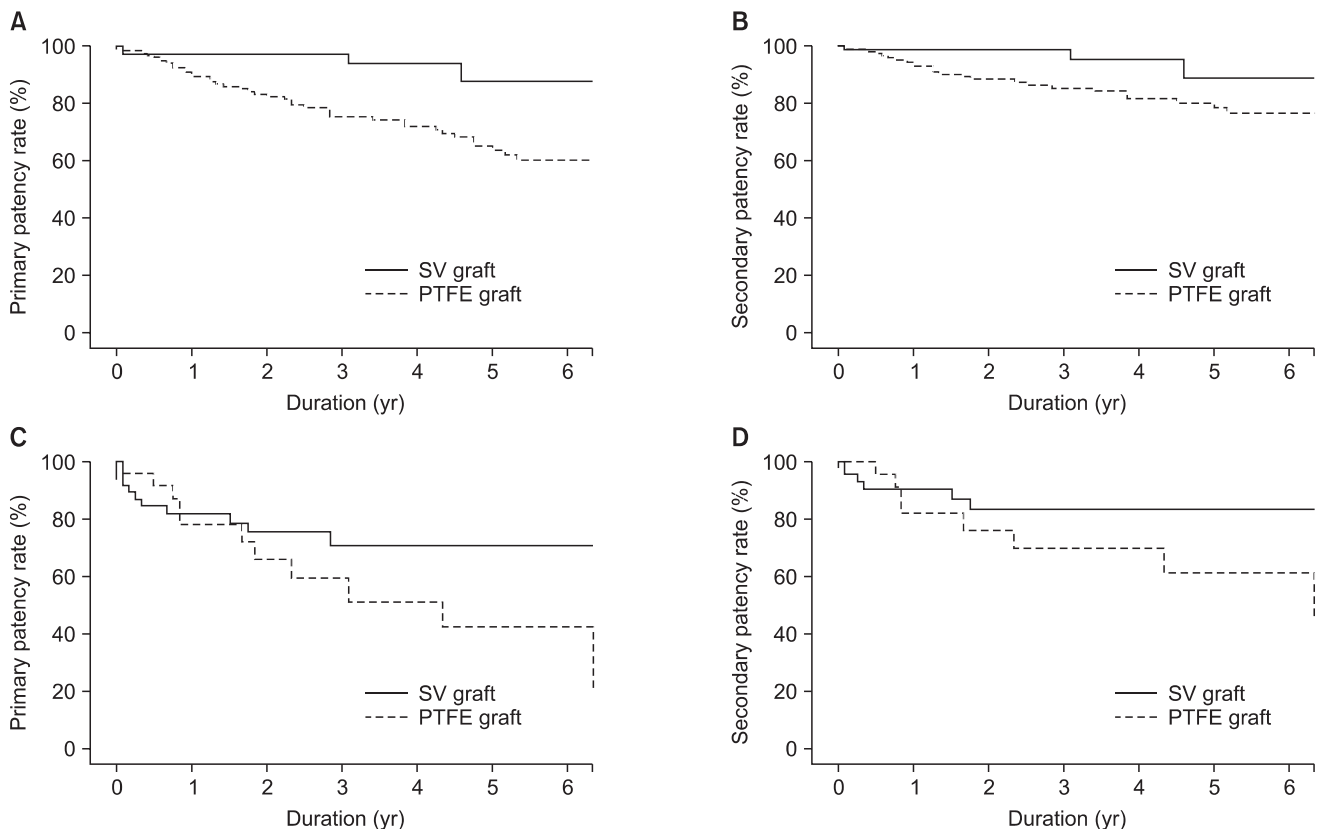 A
Primary patency rate (%)
100
80
60
40
20
0
SV graft
PTFE graft
0 1 2 3 4 5 6
Duration (yr)
B
Secondary patency rate (%)
100
80
60
40
20
0
SV graft
PTFE graft
0 1 2 3 4 5 6
Duration (yr)
C
Primary patency rate (%)
100
80
60
40
20
0
SV graft
PTFE graft
0 1 2 3 4 5 6
Duration (yr)
D
Secondary patency rate (%)
100
80
60
40
20
0
SV graft
PTFE graft
0 1 2 3 4 5 6
Duration (yr)